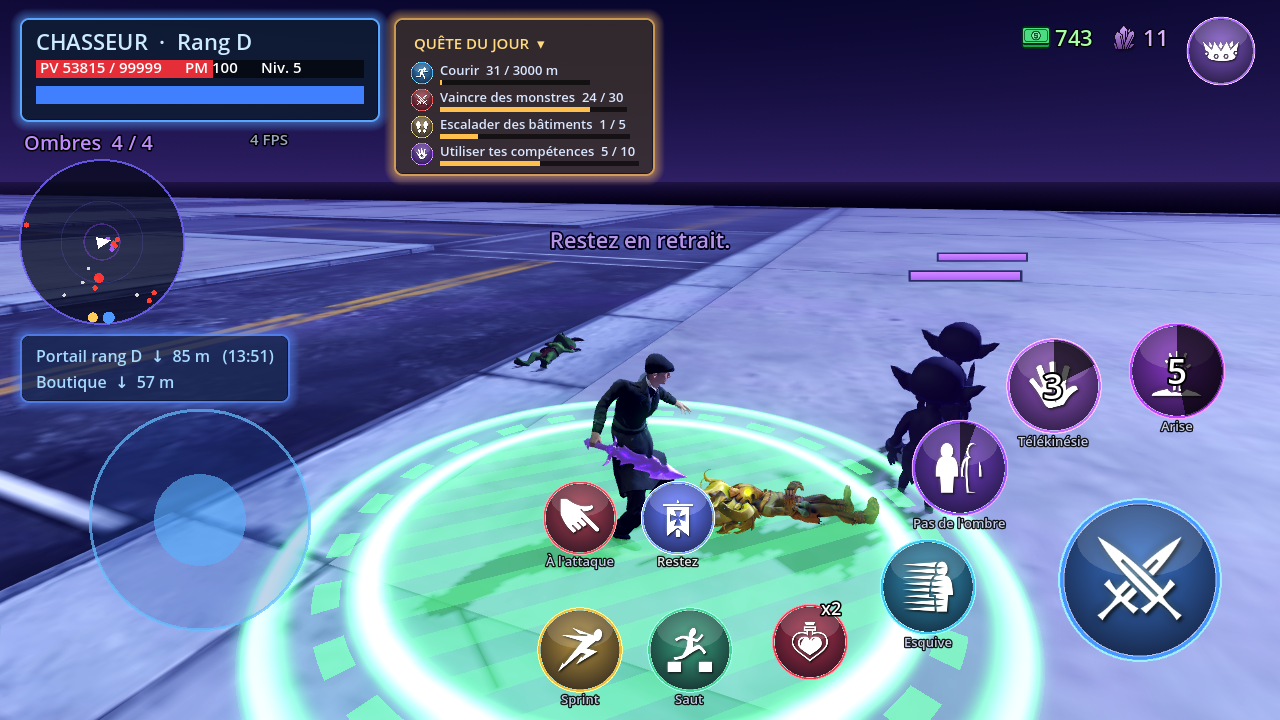 CHASSEUR · Rang D
PV 53815 / 99999 PM 100 Niv. 5
QUÊTE DU JOUR ▼
Courir 31 / 3000 m
Vaincre des monstres 24 / 30
Escalader des bâtiments 1 / 5
Utiliser tes compétences 5 / 10
743
11
Ombres 4 / 4
4 FPS
Restez en retrait.
Portail rang D ↓ 85 m (13:51)
Boutique ↓ 57 m
3
Télékinésie
5
Arise
Pas de l'ombre
À l'attaque
Restez
x2
Esquive
Sprint
Saut